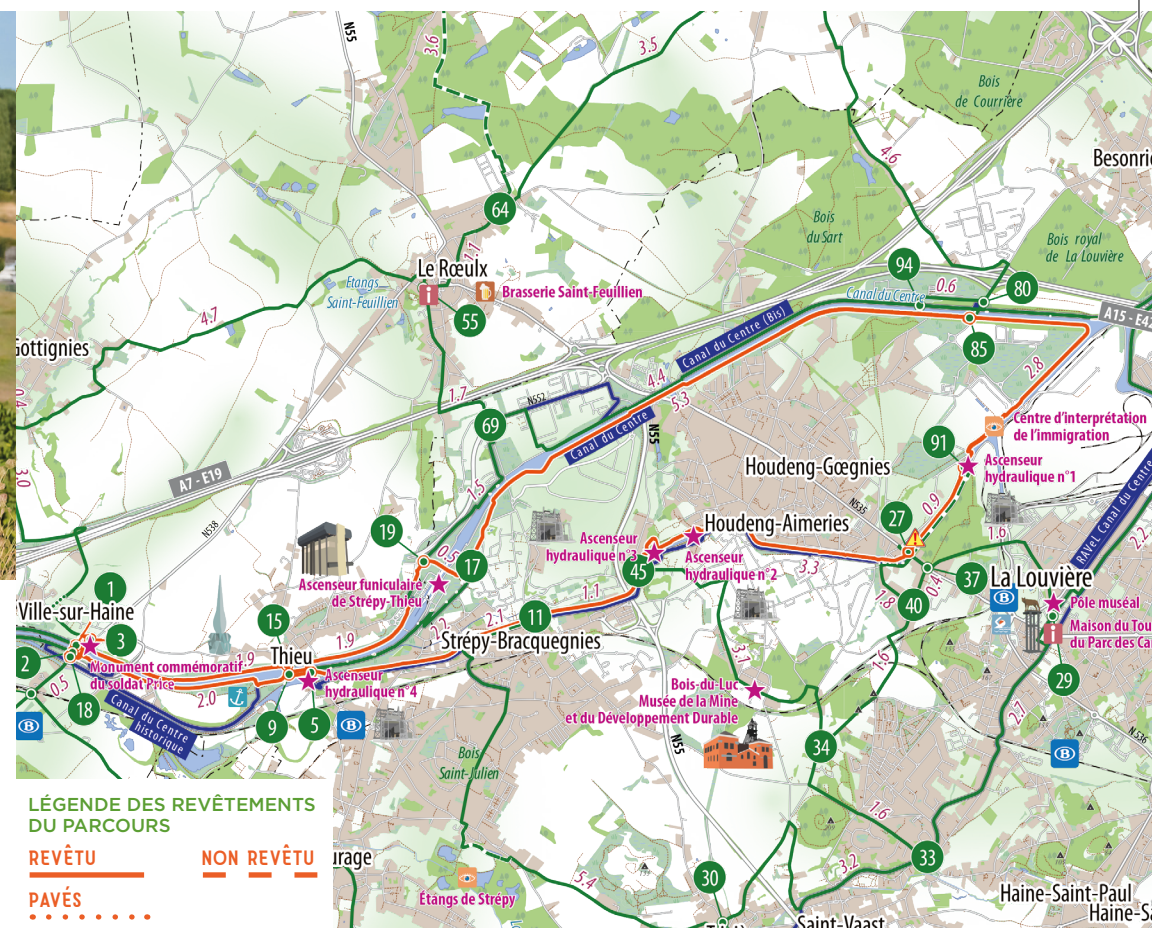 N55
3.6
3.5
Bois
de Courrière
4.6
64
Bois
du Sart
Bois royal
de La Louvière
1.1
Le Rœulx
Etangs
Saint-Feuillien
Brasserie Saint-Feuillien
55
94
0.6
80
Canal du Centre
A15 - E42
85
4.7
Canal du Centre (Bis)
4.4
5.3
2.8
0.4
1.7
N552
69
Canal du Centre
N55
Centre d'interprétation
de l'immigration
91
Ascenseur
hydraulique n°1
Houdeng-Gœgnies
3.0
A7 - E19
N538
1.5
N535
0.9
27
1.6
RAVeL Canal du Centre
2.2
Houdeng-Aimeries
19
0.5
17
Ascenseur
hydraulique n°3
45
Ascenseur
hydraulique n°2
3.3
37
La Louvière
B
Ascenseur funiculaire
de Strépy-Thieu
1.1
1.8
0.4
40
Pôle muséal
1
Ville-sur-Haine
3
15
1.9
2.2
2.1
11
Strépy-Bracquegnies
3.1
1.6
29
2
Monument commémoratif
du soldat Price
1.9
Thieu
Ascenseur
hydraulique n°4
0.5
2.0
18
Canal du Centre
historique
9
5
B
B
Bois-du-Luc
Musée de la Mine
et du Développement Durable
N55
34
2.7
N536
B
Bois
Saint-Julien
1.6
LÉGENDE DES REVÊTEMENTS
DU PARCOURS
REVÊTU
NON REVÊTU
PAVÉS
Étangs de Strépy
5.4
30
3.2
33
Haine-Saint-Paul
Saint-Vaast